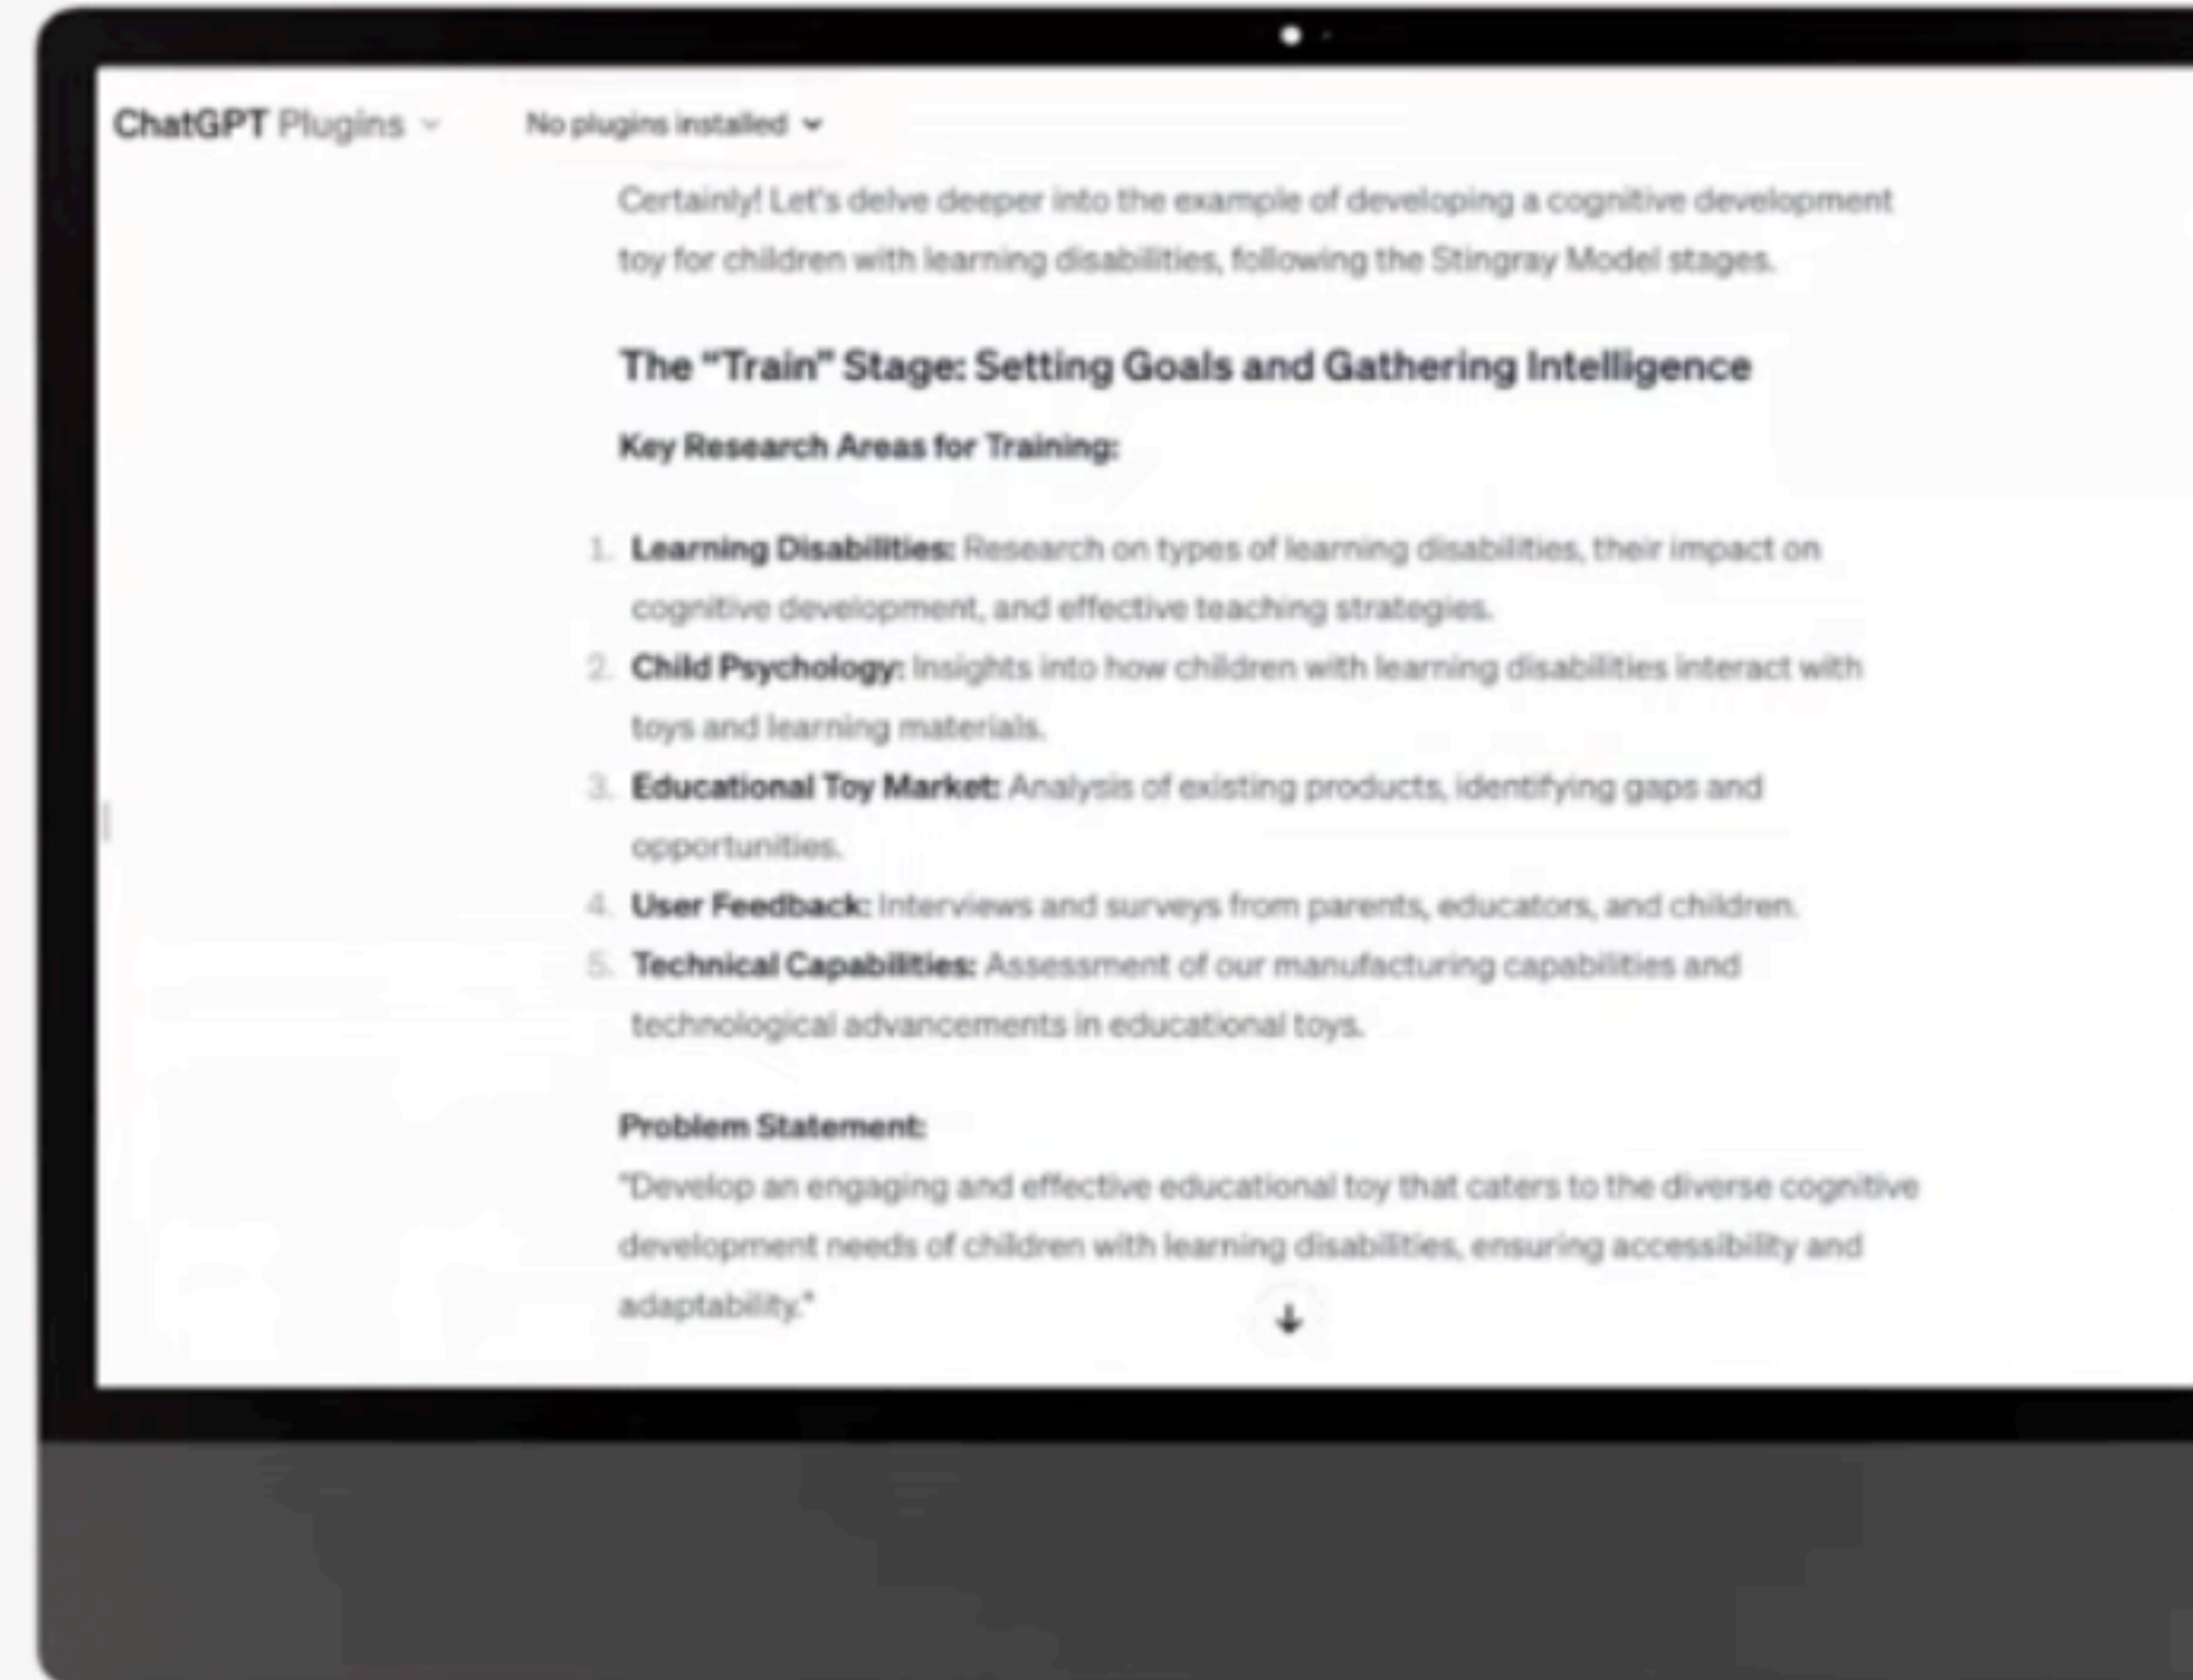 ChatGPT Plugins
No plugins installed
Certainly! Let's delve deeper into the example of developing a cognitive development
toy for children with learning disabilities, following the Stingray Model stages.
The “Train” Stage: Setting Goals and Gathering Intelligence
Key Research Areas for Training:
1. Learning Disabilities: Research on types of learning disabilities, their impact on
cognitive development, and effective teaching strategies.
2. Child Psychology: Insights into how children with learning disabilities interact with
toys and learning materials.
3. Educational Toy Market: Analysis of existing products, identifying gaps and
opportunities.
4. User Feedback: Interviews and surveys from parents, educators, and children.
5. Technical Capabilities: Assessment of our manufacturing capabilities and
technological advancements in educational toys.
Problem Statement:
"Develop an engaging and effective educational toy that caters to the diverse cognitive
development needs of children with learning disabilities, ensuring accessibility and
adaptability."